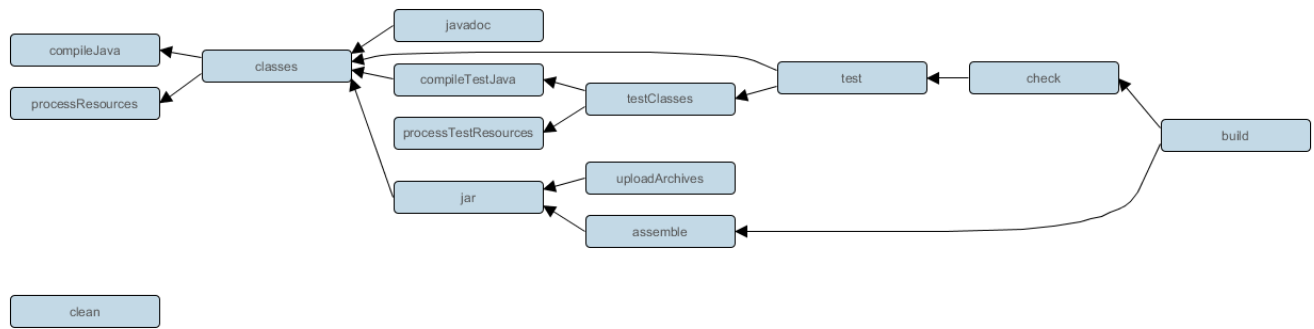 javadoc
compileJava
classes
compileTestJava
test
check
processResources
testClasses
processTestResources
build
uploadArchives
jar
assemble
clean